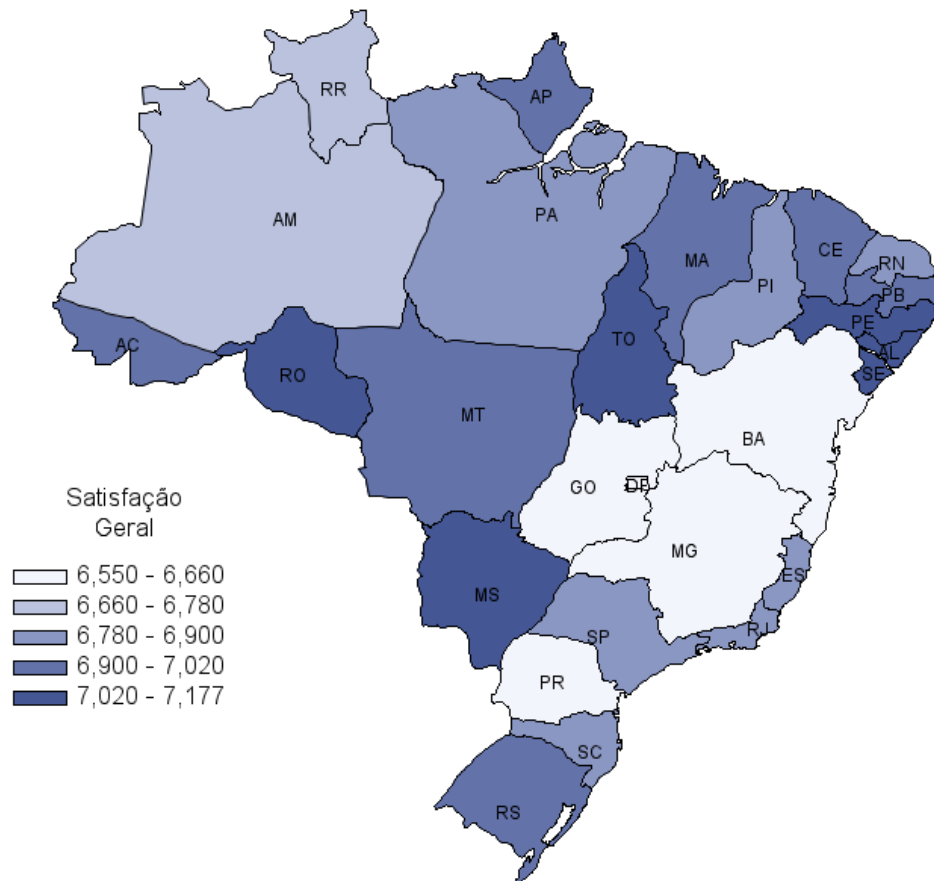 RR
AP
AM
PA
MA
CE
RN
PI
PB
PE
AC
TO
AL
RO
SE
MT
BA
GO
DF
MG
Satisfação
Geral
6,550 - 6,660
6,660 - 6,780
6,780 - 6,900
6,900 - 7,020
7,020 - 7,177
ES
MS
RJ
SP
PR
SC
RS